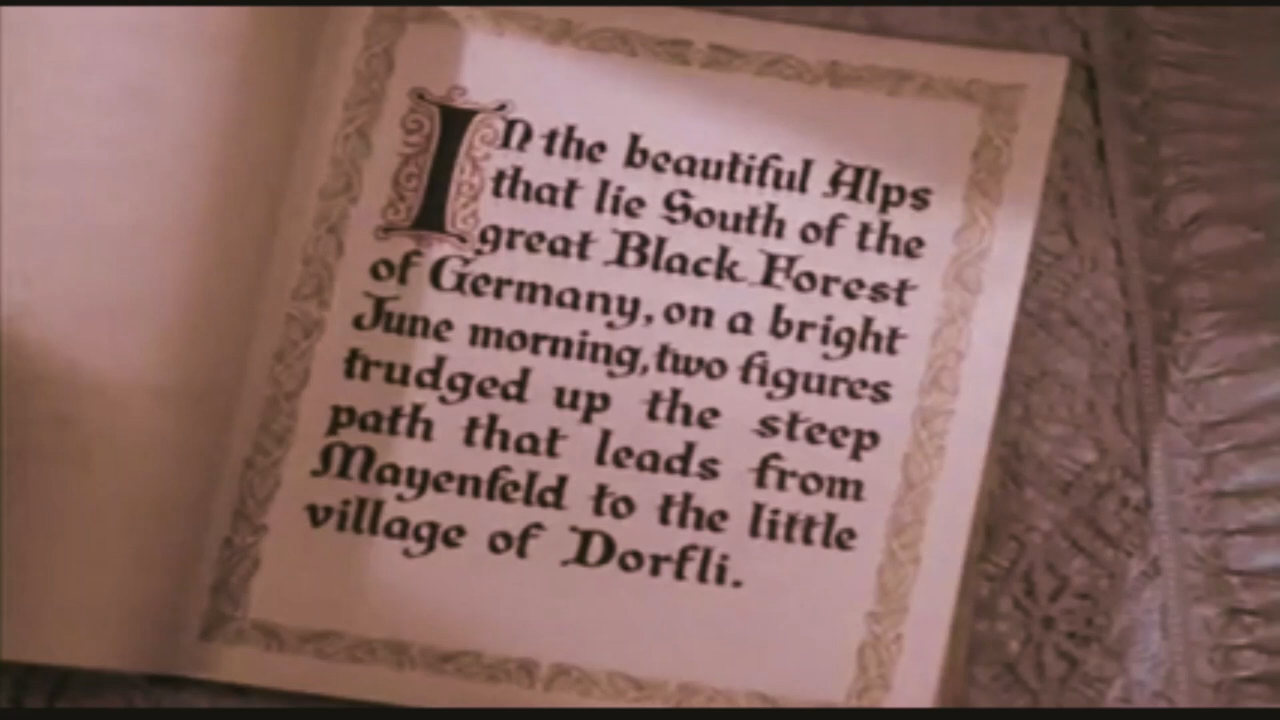 In the beautiful Alps
that lie South of the
great Black Forest
of Germany, on a bright
June morning, two figures
trudged up the steep
path that leads from
Mayenfeld to the little
village of Dorfli.